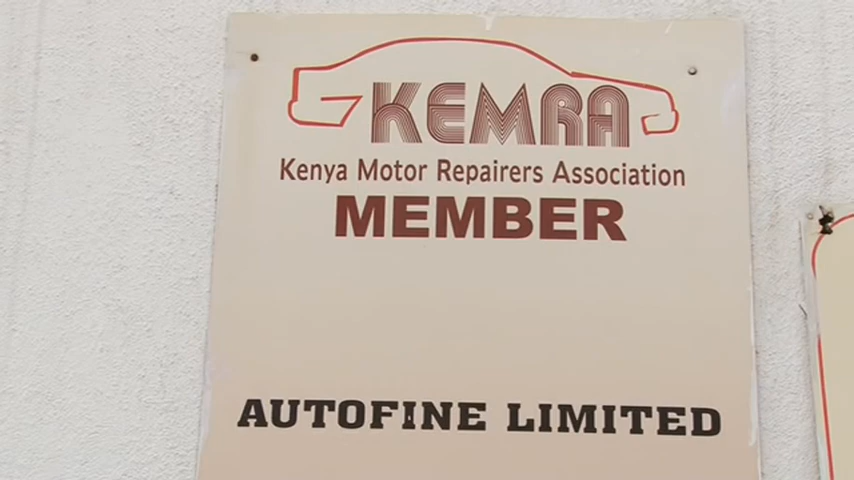 KEMRA
Kenya Motor Repairers Association
MEMBER
AUTOFINE LIMITED